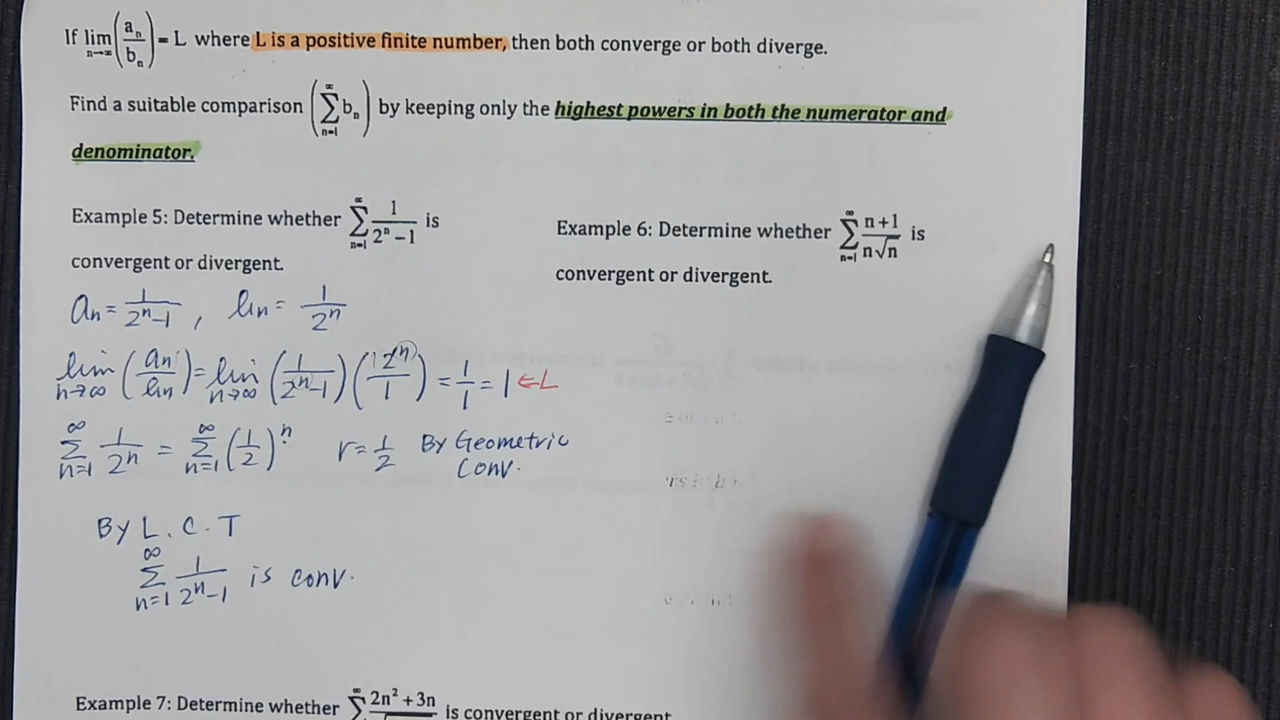 If lim n→∞ (aₙ/bₙ) = L where L is a positive finite number, then both converge or both diverge.
Find a suitable comparison (∑ n=1 ∞ bₙ) by keeping only the highest powers in both the numerator and
denominator.
Example 5: Determine whether ∑ n=1 ∞ 1/(2ⁿ−1) is
convergent or divergent.
aₙ = 1/(2ⁿ−1) , bₙ = 1/2ⁿ
lim n→∞ (aₙ/bₙ) = lim n→∞ (1/(2ⁿ−1)) (1 2ⁿ/1) = 1/1 = 1 ← L
∑ n=1 ∞ 1/2ⁿ = ∑ n=1 ∞ (1/2)ⁿ r = 1/2 By Geometric
Conv.
By L.C.T
∑ n=1 ∞ 1/(2ⁿ−1) is conv.
Example 6: Determine whether ∑ n=1 ∞ (n+1)/(n√n) is
convergent or divergent.
Example 7: Determine whether ∑ ∞ 2n²+3n is convergent or divergent